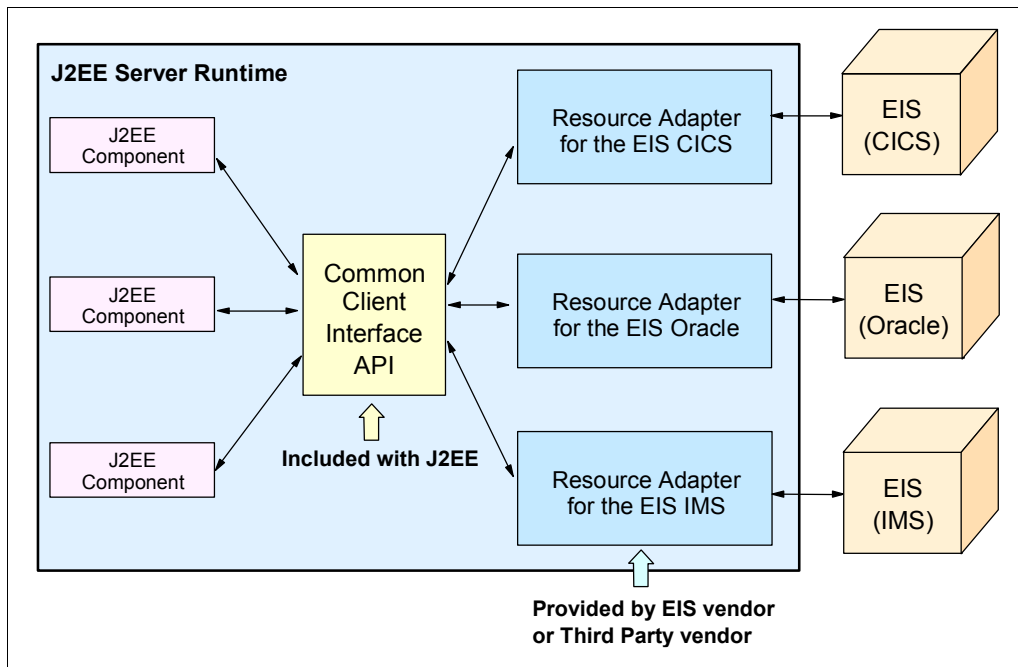 J2EE Server Runtime
J2EE
Component
J2EE
Component
J2EE
Component
Common
Client
Interface
API
Included with J2EE
Resource Adapter
for the EIS CICS
Resource Adapter
for the EIS Oracle
Resource Adapter
for the EIS IMS
Provided by EIS vendor
or Third Party vendor
EIS
(CICS)
EIS
(Oracle)
EIS
(IMS)